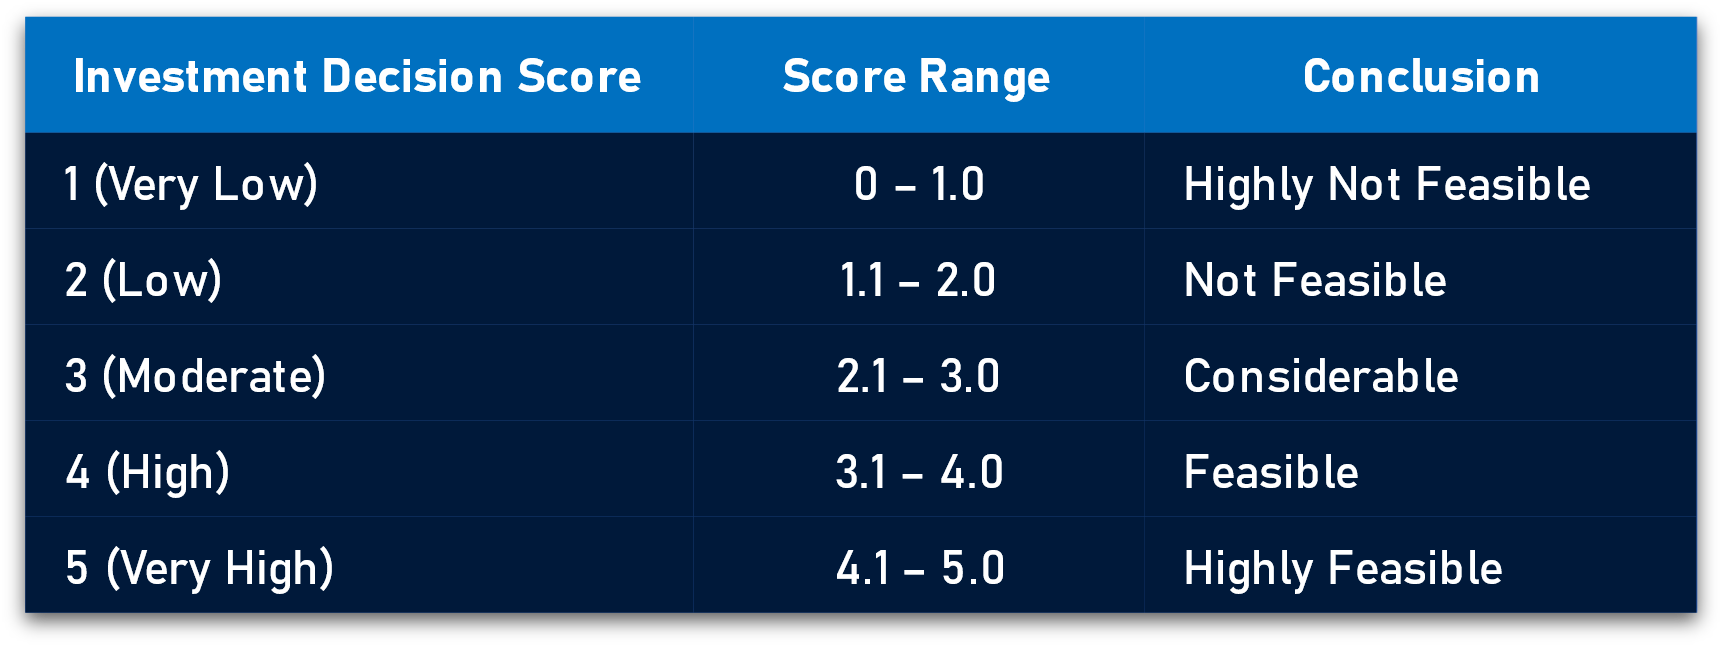 Investment Decision Score Score Range Conclusion
1 (Very Low) 0 – 1.0 Highly Not Feasible
2 (Low) 1.1 – 2.0 Not Feasible
3 (Moderate) 2.1 – 3.0 Considerable
4 (High) 3.1 – 4.0 Feasible
5 (Very High) 4.1 – 5.0 Highly Feasible